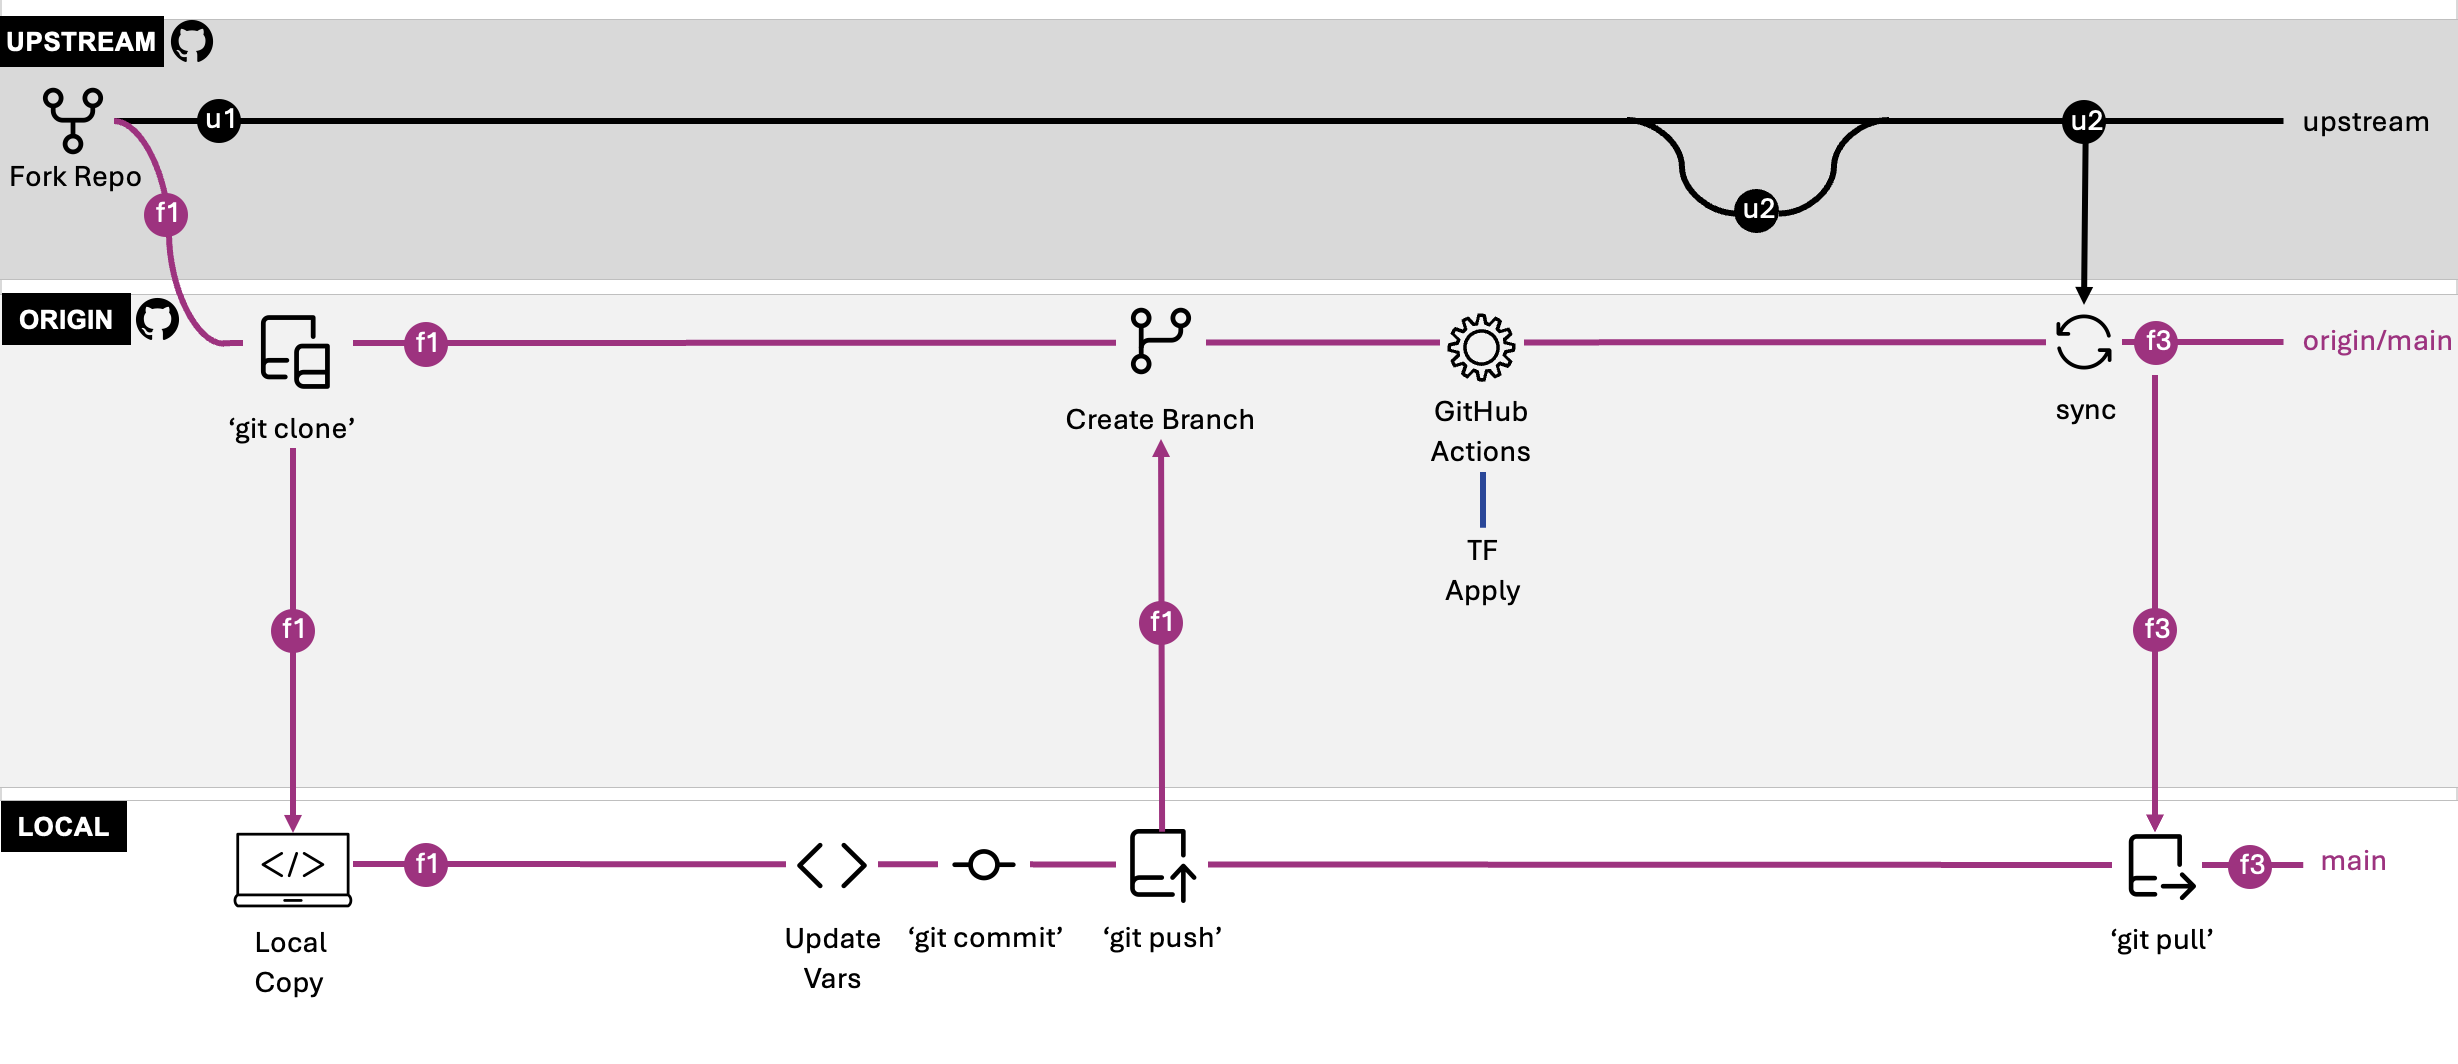 UPSTREAM
u1
u2
upstream
Fork Repo
f1
u2
ORIGIN
f1
f3
origin/main
‘git clone’
Create Branch
GitHub
Actions
sync
TF
Apply
f1
f1
f3
LOCAL
</>
f1
f3
main
Local
Copy
Update
Vars
‘git commit’
‘git push’
‘git pull’